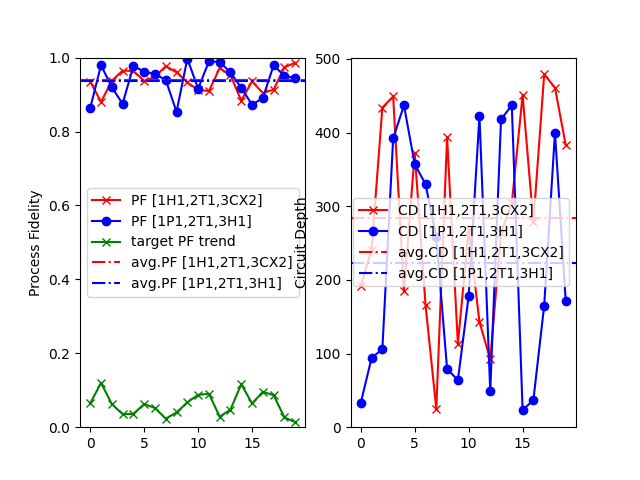 Process Fidelity
1.0
0.8
0.6
0.4
0.2
0.0
PF [1H1,2T1,3CX2]
PF [1P1,2T1,3H1]
target PF trend
avg.PF [1H1,2T1,3CX2]
avg.PF [1P1,2T1,3H1]
0 5 10 15
Circuit Depth
500
400
300
200
100
0
CD [1H1,2T1,3CX2]
CD [1P1,2T1,3H1]
avg.CD [1H1,2T1,3CX2]
avg.CD [1P1,2T1,3H1]
0 5 10 15